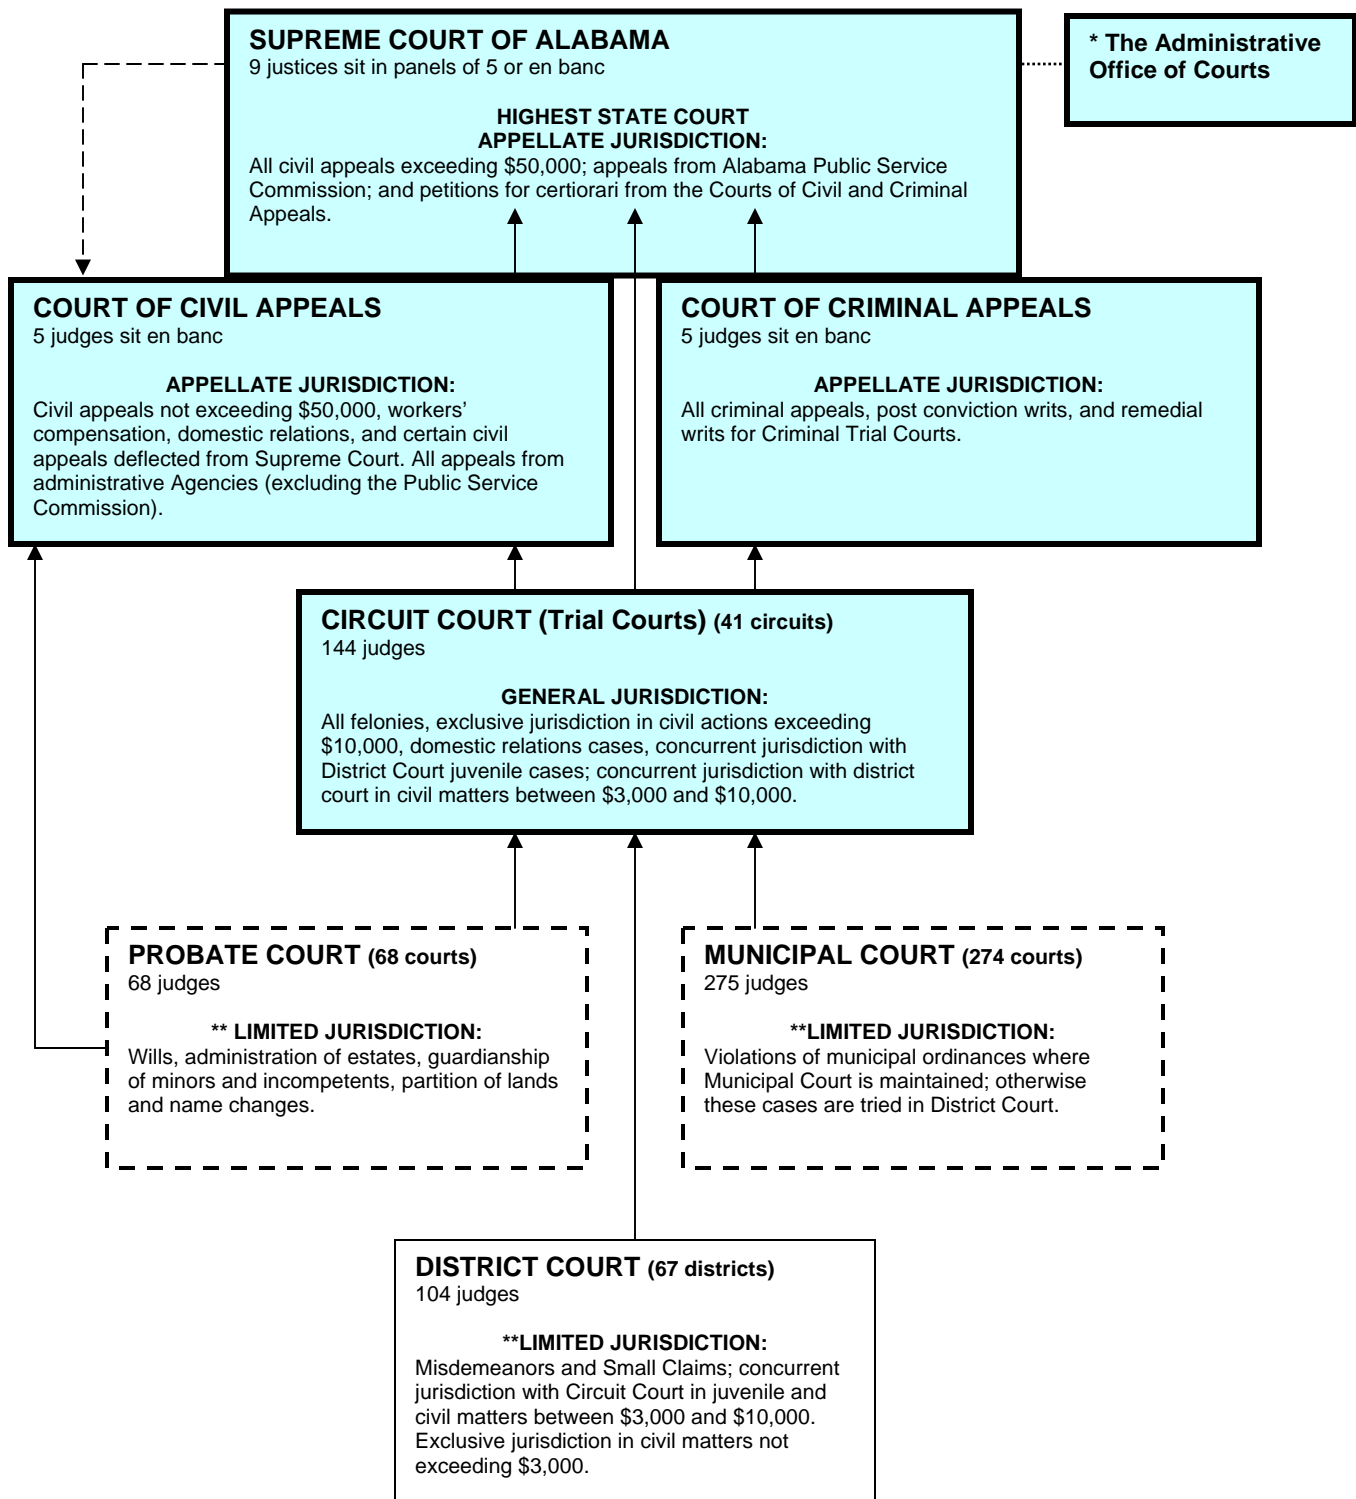 SUPREME COURT OF ALABAMA
9 justices sit in panels of 5 or en banc
HIGHEST STATE COURT
APPELLATE JURISDICTION:
All civil appeals exceeding $50,000; appeals from Alabama Public Service
Commission; and petitions for certiorari from the Courts of Civil and Criminal
Appeals.
* The Administrative
Office of Courts
COURT OF CIVIL APPEALS
5 judges sit en banc
APPELLATE JURISDICTION:
Civil appeals not exceeding $50,000, workers'
compensation, domestic relations, and certain civil
appeals deflected from Supreme Court. All appeals from
administrative Agencies (excluding the Public Service
Commission).
COURT OF CRIMINAL APPEALS
5 judges sit en banc
APPELLATE JURISDICTION:
All criminal appeals, post conviction writs, and remedial
writs for Criminal Trial Courts.
CIRCUIT COURT (Trial Courts) (41 circuits)
144 judges
GENERAL JURISDICTION:
All felonies, exclusive jurisdiction in civil actions exceeding
$10,000, domestic relations cases, concurrent jurisdiction with
District Court juvenile cases; concurrent jurisdiction with district
court in civil matters between $3,000 and $10,000.
PROBATE COURT (68 courts)
68 judges
** LIMITED JURISDICTION:
Wills, administration of estates, guardianship
of minors and incompetents, partition of lands
and name changes.
MUNICIPAL COURT (274 courts)
275 judges
**LIMITED JURISDICTION:
Violations of municipal ordinances where
Municipal Court is maintained; otherwise
these cases are tried in District Court.
DISTRICT COURT (67 districts)
104 judges
**LIMITED JURISDICTION:
Misdemeanors and Small Claims; concurrent
jurisdiction with Circuit Court in juvenile and
civil matters between $3,000 and $10,000.
Exclusive jurisdiction in civil matters not
exceeding $3,000.